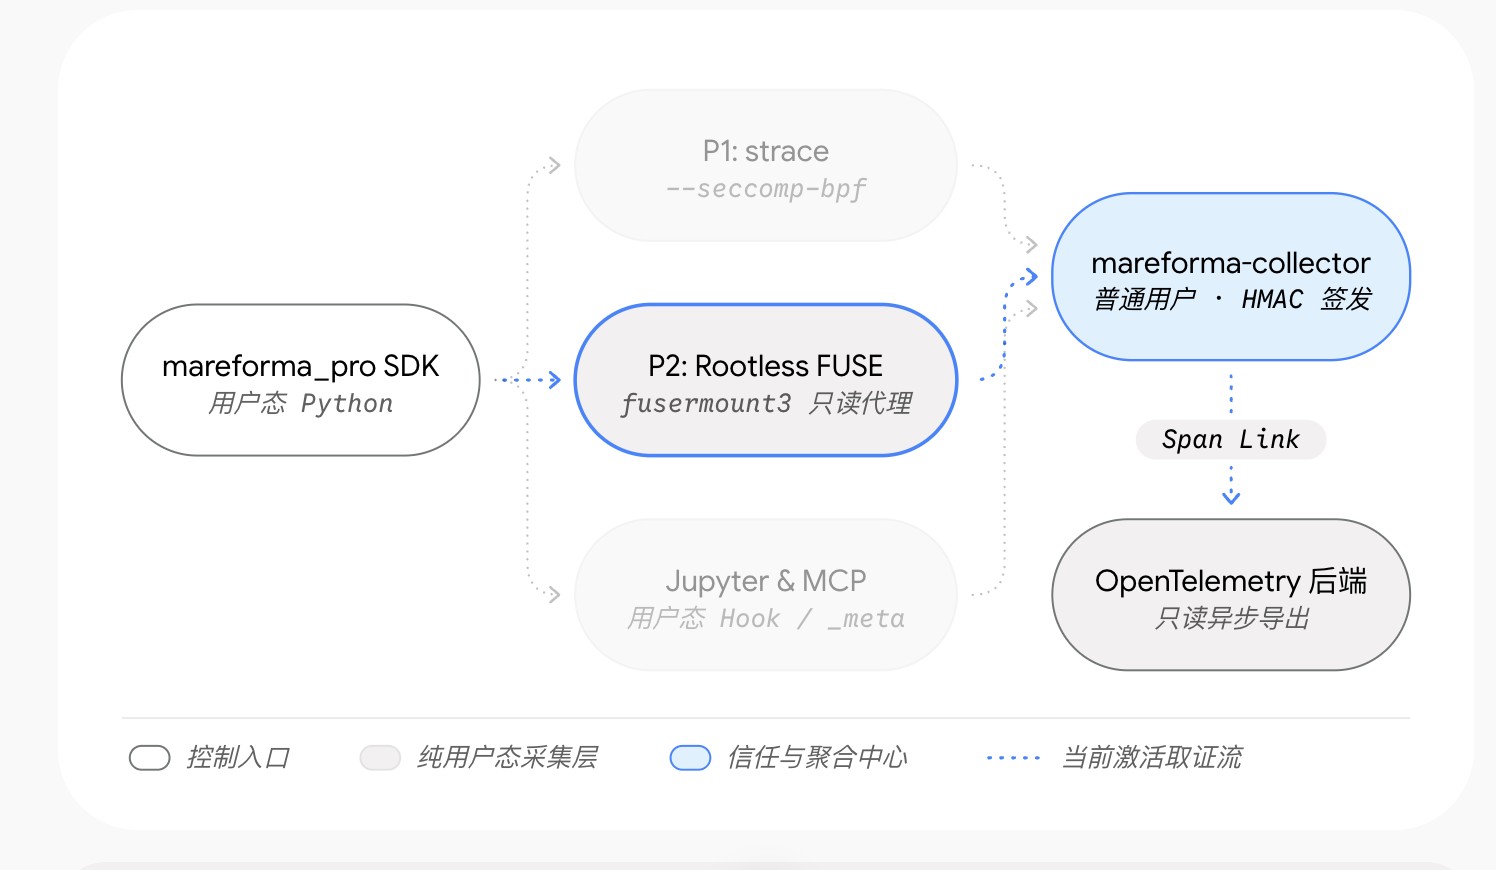 P1: strace
--seccomp-bpf
mareforma-collector
普通用户 · HMAC 签发
mareforma_pro SDK
用户态 Python
P2: Rootless FUSE
fusermount3 只读代理
Span Link
Jupyter & MCP
用户态 Hook / _meta
OpenTelemetry 后端
只读异步导出
控制入口
纯用户态采集层
信任与聚合中心
当前激活取证流